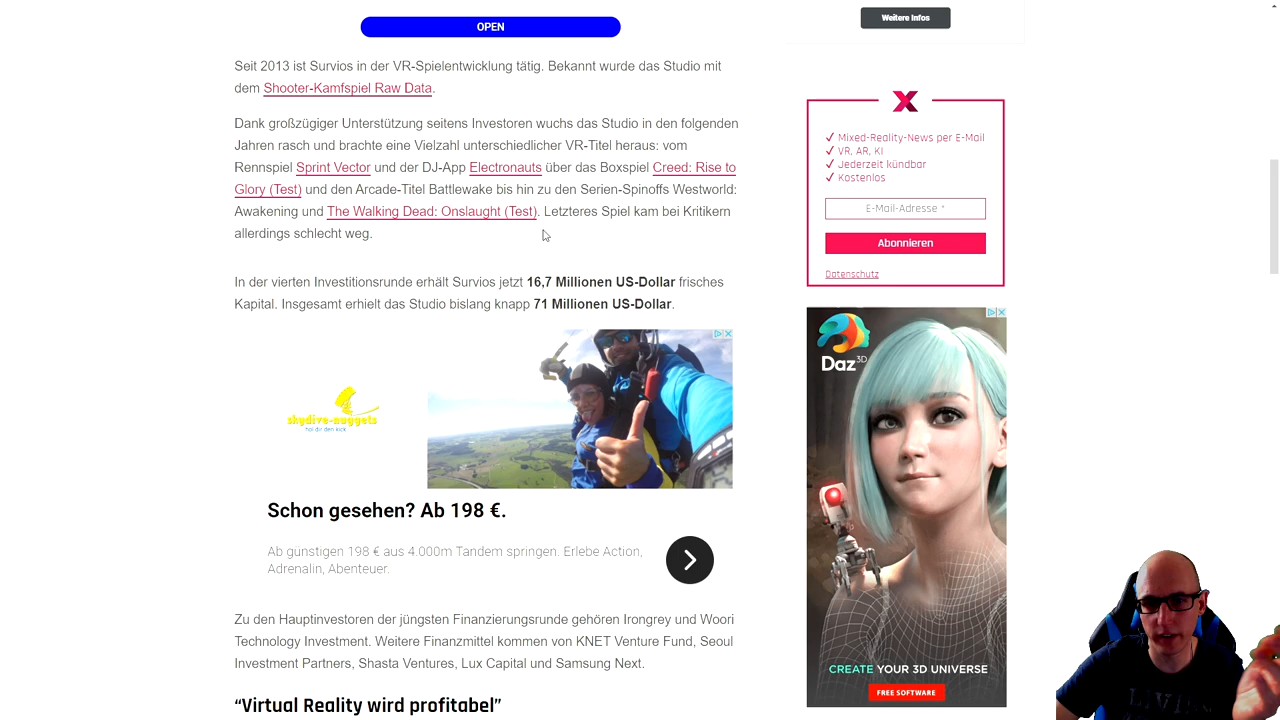 OPEN
Weitere Infos
Seit 2013 ist Survios in der VR-Spielentwicklung tätig. Bekannt wurde das Studio mit
dem Shooter-Kamfspiel Raw Data.
Dank großzügiger Unterstützung seitens Investoren wuchs das Studio in den folgenden
Jahren rasch und brachte eine Vielzahl unterschiedlicher VR-Titel heraus: vom
Rennspiel Sprint Vector und der DJ-App Electronauts über das Boxspiel Creed: Rise to
Glory (Test) und den Arcade-Titel Battlewake bis hin zu den Serien-Spinoffs Westworld:
Awakening und The Walking Dead: Onslaught (Test). Letzteres Spiel kam bei Kritikern
allerdings schlecht weg.
In der vierten Investitionsrunde erhält Survios jetzt 16,7 Millionen US-Dollar frisches
Kapital. Insgesamt erhielt das Studio bislang knapp 71 Millionen US-Dollar.
skydive-nuggets
hol dir den kick
Schon gesehen? Ab 198 €.
Ab günstigen 198 € aus 4.000m Tandem springen. Erlebe Action,
Adrenalin, Abenteuer.
Zu den Hauptinvestoren der jüngsten Finanzierungsrunde gehören Irongrey und Woori
Technology Investment. Weitere Finanzmittel kommen von KNET Venture Fund, Seoul
Investment Partners, Shasta Ventures, Lux Capital und Samsung Next.
“Virtual Reality wird profitabel”
X
✓ Mixed-Reality-News per E-Mail
✓ VR, AR, KI
✓ Jederzeit kündbar
✓ Kostenlos
E-Mail-Adresse *
Abonnieren
Datenschutz
Daz 3D
CREATE YOUR 3D UNIVERSE
FREE SOFTWARE